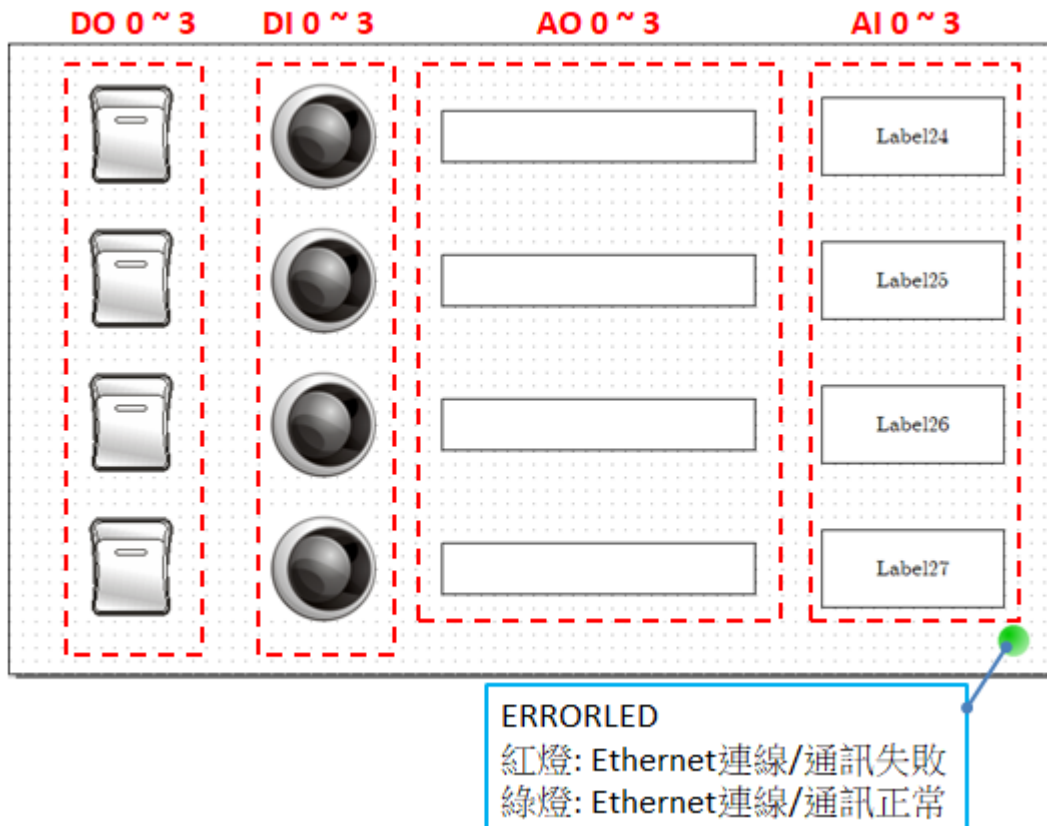 DO 0 ~ 3 DI 0 ~ 3 AO 0 ~ 3 AI 0 ~ 3
Label24
Label25
Label26
Label27
ERRORLED
紅燈: Ethernet連線/通訊失敗
綠燈: Ethernet連線/通訊正常